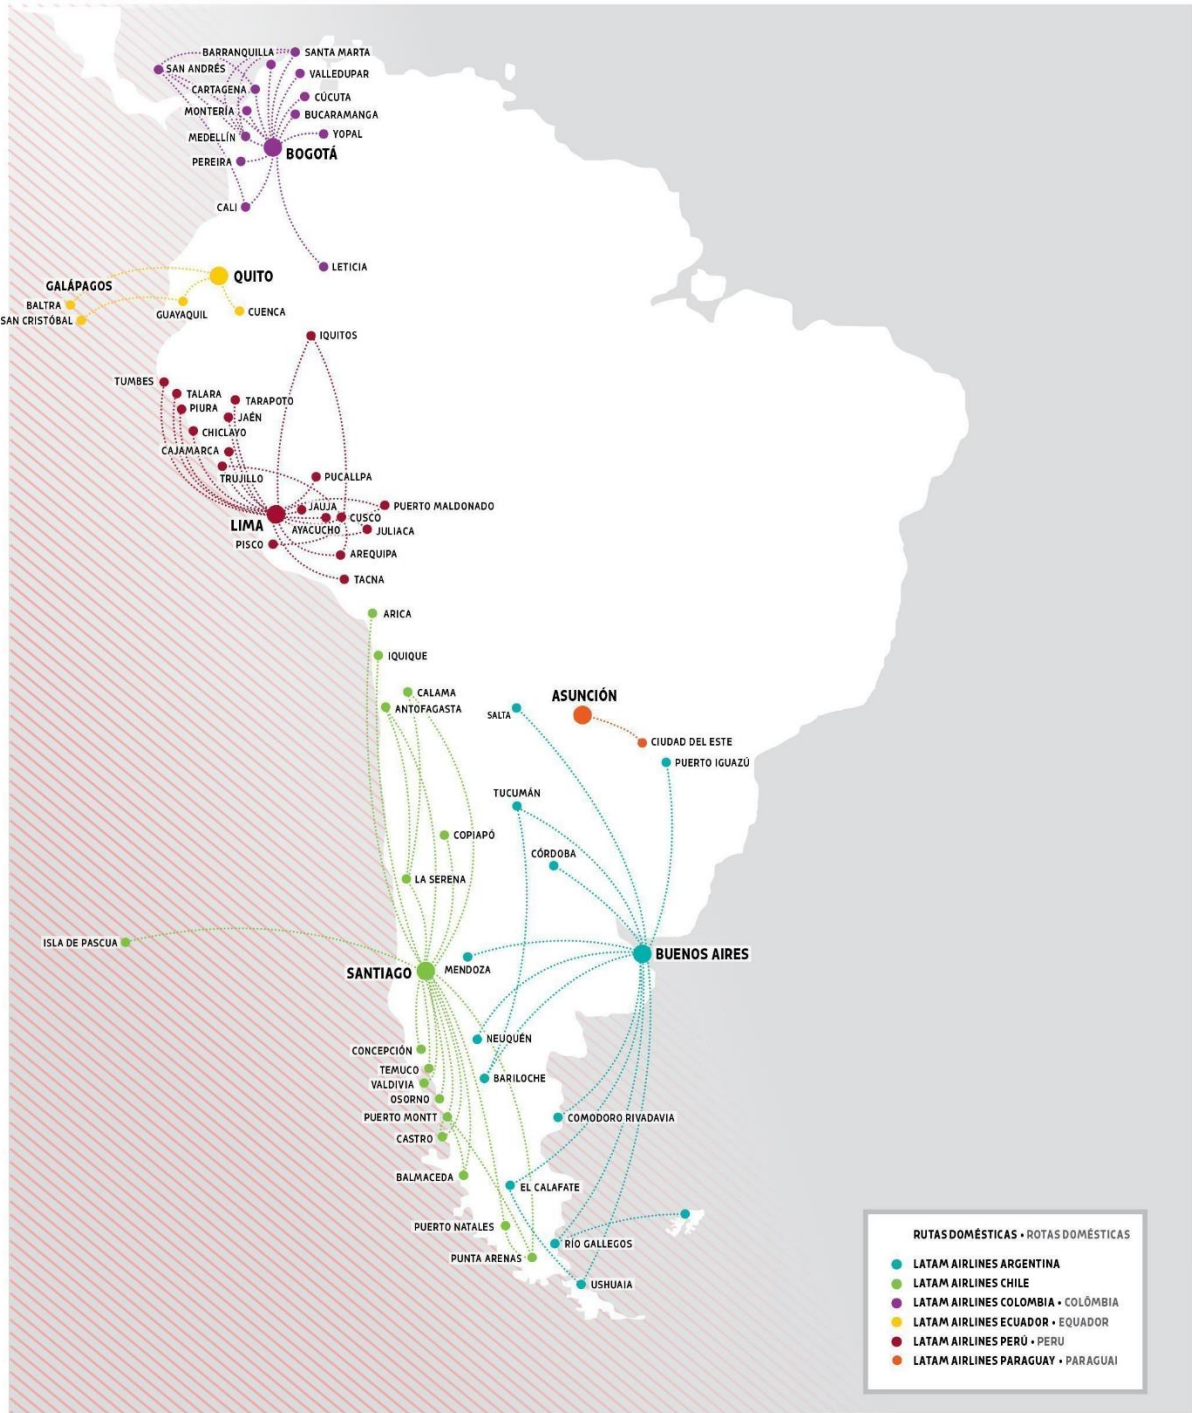 BARRANQUILLA
SANTA MARTA
SAN ANDRÉS
VALLEDUPAR
CARTAGENA
CÚCUTA
MONTERÍA
BUCARAMANGA
MEDELLÍN
YOPAL
BOGOTÁ
PEREIRA
CALI
LETICIA
QUITO
GALÁPAGOS
BALTRA
SAN CRISTÓBAL
GUAYAQUIL
CUENCA
IQUITOS
TUMBES
TALARA
TARAPOTO
PIURA
JAÉN
CHICLAYO
CAJAMARCA
TRUJILLO
PUCALLPA
JAUJA
PUERTO MALDONADO
LIMA
AYACUCHO
CUSCO
JULIACA
PISCO
AREQUIPA
TACNA
ARICA
IQUIQUE
CALAMA
ANTOFAGASTA
ASUNCIÓN
SALTA
CIUDAD DEL ESTE
PUERTO IGUAZÚ
TUCUMÁN
COPIAPÓ
CÓRDOBA
LA SERENA
ISLA DE PASCUA
SANTIAGO
MENDOZA
BUENOS AIRES
CONCEPCIÓN
NEUQUÉN
TEMUCO
VALDIVIA
BARILOCHE
OSORNO
PUERTO MONTT
COMODORO RIVADAVIA
CASTRO
BALMACEDA
EL CALAFATE
PUERTO NATALES
RÍO GALLEGOS
PUNTA ARENAS
USHUAIA
RUTAS DOMÉSTICAS • ROTAS DOMÉSTICAS
LATAM AIRLINES ARGENTINA
LATAM AIRLINES CHILE
LATAM AIRLINES COLOMBIA • COLÔMBIA
LATAM AIRLINES ECUADOR • EQUADOR
LATAM AIRLINES PERÚ • PERU
LATAM AIRLINES PARAGUAY • PARAGUAI